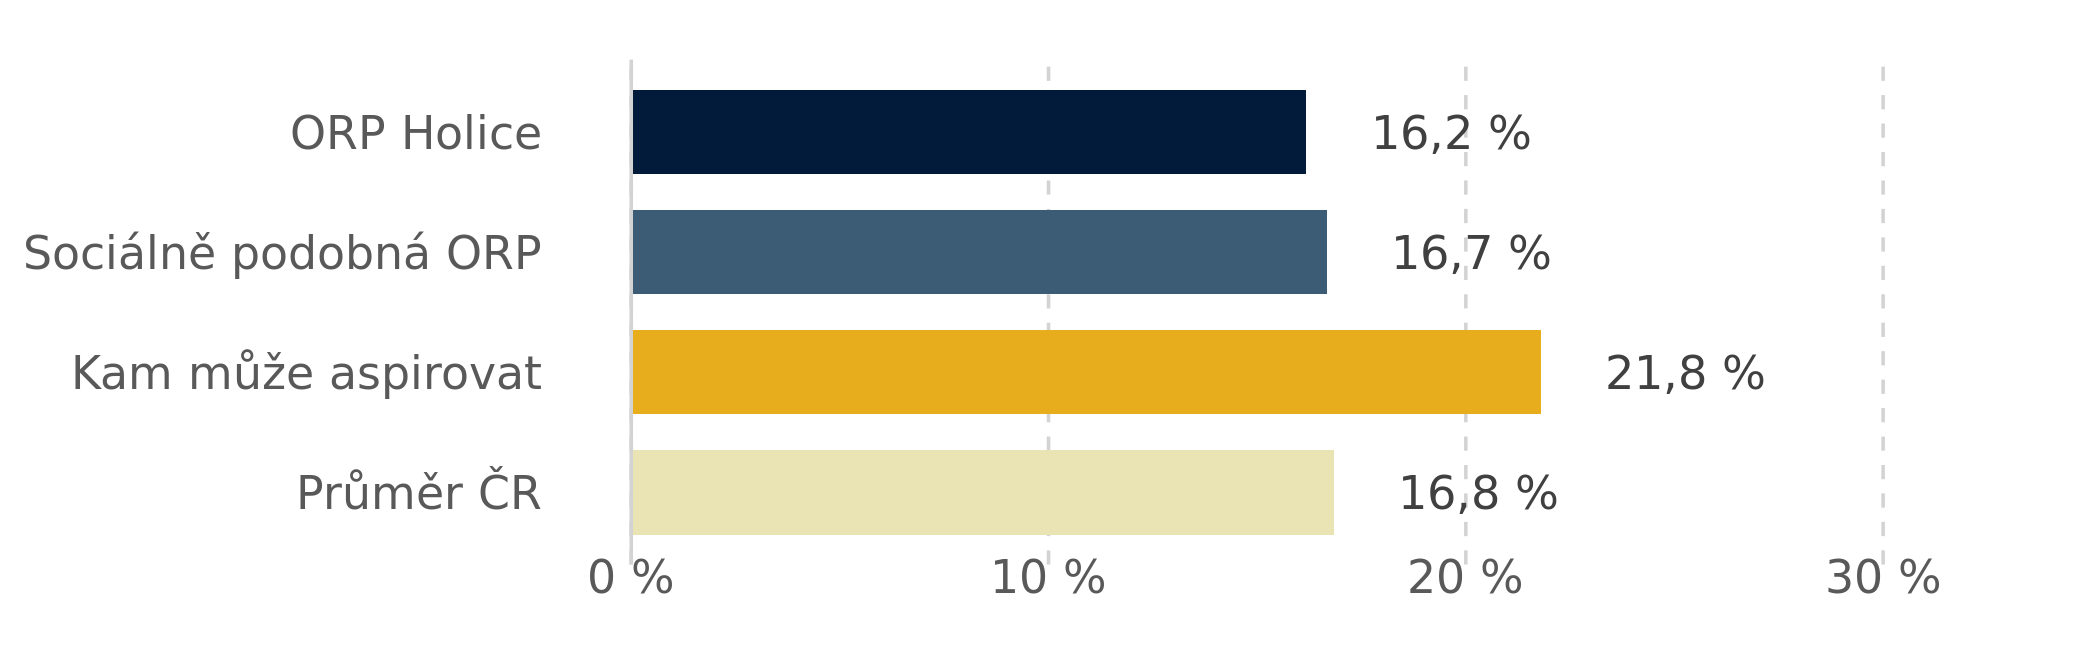 ORP Holice 16,2 %
Sociálně podobná ORP 16,7 %
Kam může aspirovat 21,8 %
Průměr ČR 16,8 %
0 % 10 % 20 % 30 %